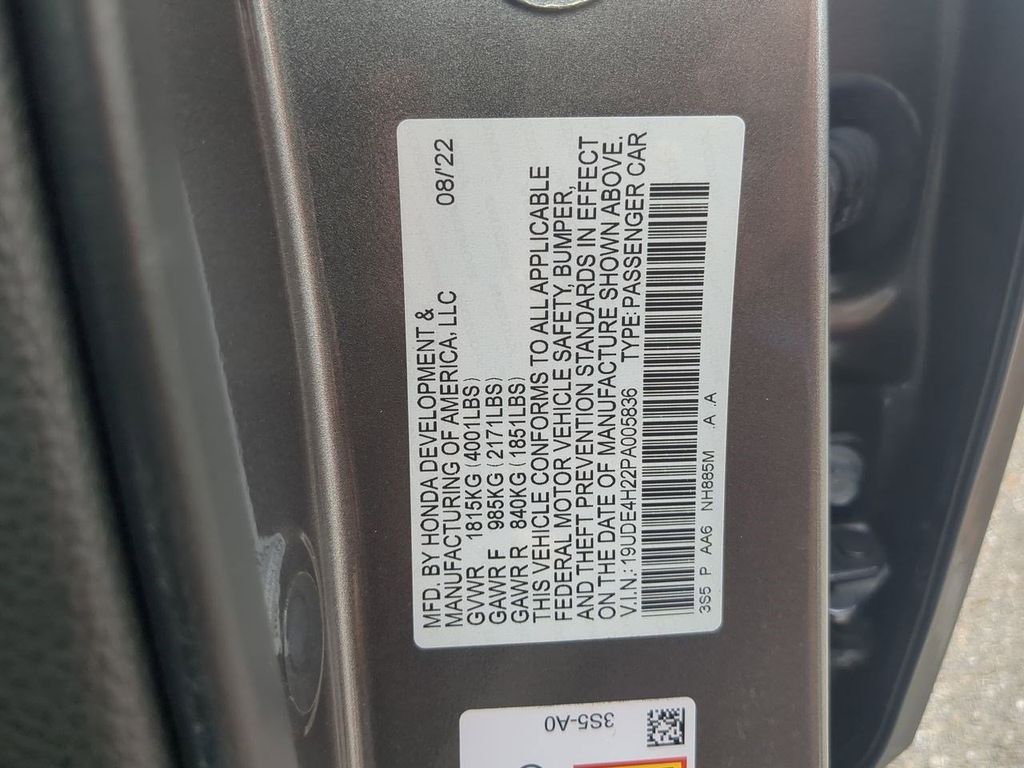 MFD. BY HONDA DEVELOPMENT &
MANUFACTURING OF AMERICA, LLC 08/'22
GVWR 1815KG (4001LBS)
GAWR F 985KG (2171LBS)
GAWR R 840KG (1851LBS)
THIS VEHICLE CONFORMS TO ALL APPLICABLE
FEDERAL MOTOR VEHICLE SAFETY, BUMPER,
AND THEFT PREVENTION STANDARDS IN EFFECT
ON THE DATE OF MANUFACTURE SHOWN ABOVE.
V.I.N.: 19UDE4H22PA005836 TYPE: PASSENGER CAR
3S5 P AA6 NH885M .A A
3S5-A0